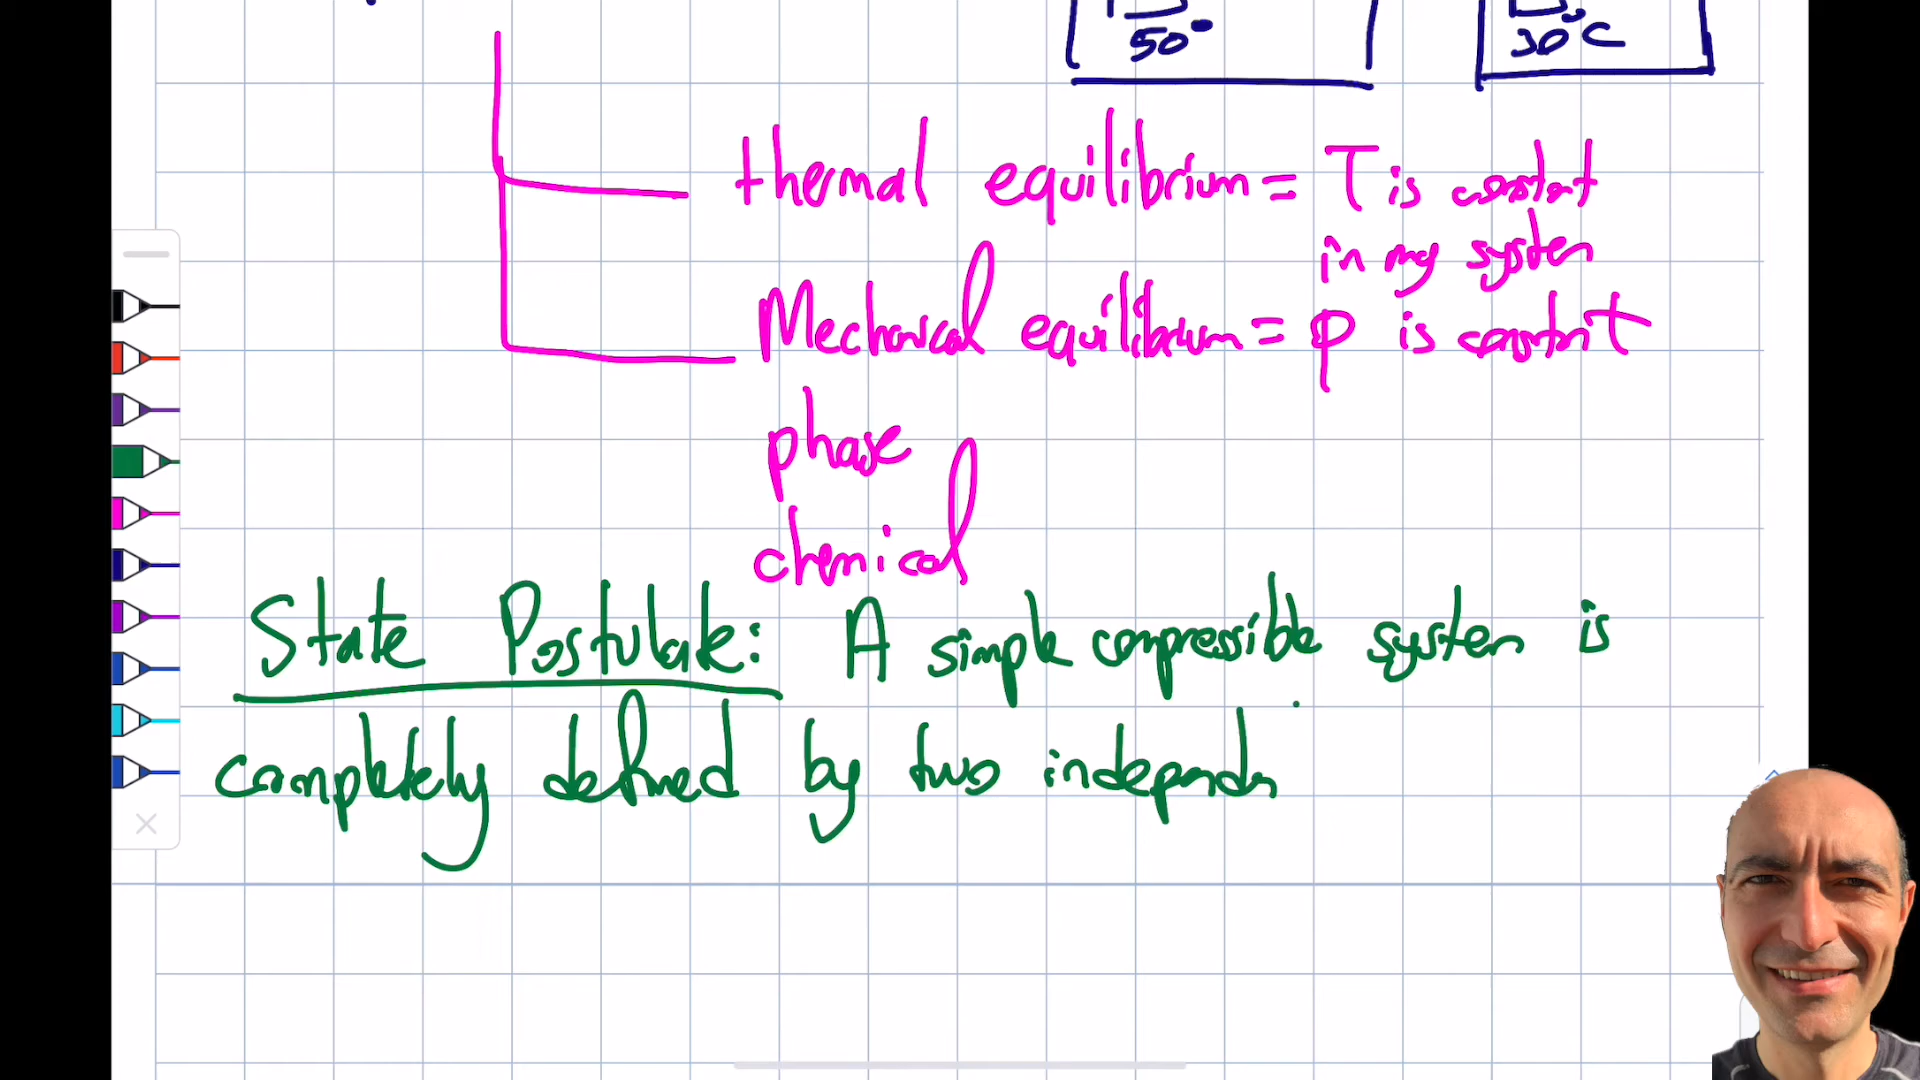 50°
30°C
thermal equilibrium = T is constant
in my system
Mechanical equilibrium = P is constant
phase
chemical
State Postulate: A simple compressible system is
completely defined by two independ